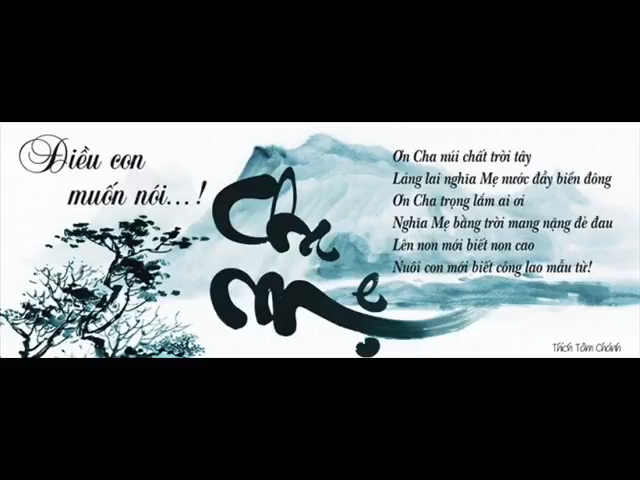 Điều con
muốn nói...!
Cha
Mẹ
Ơn Cha núi chất trời tây
Láng lai nghĩa Mẹ mước đầy biển đông
Ơn Cha trọng lắm ai ơi
Nghĩa Mẹ bằng trời mang nặng đẻ đau
Lên non mới biết non cao
Nuôi con mới biết công lao mẫu từ!
Thích Tâm Chánh